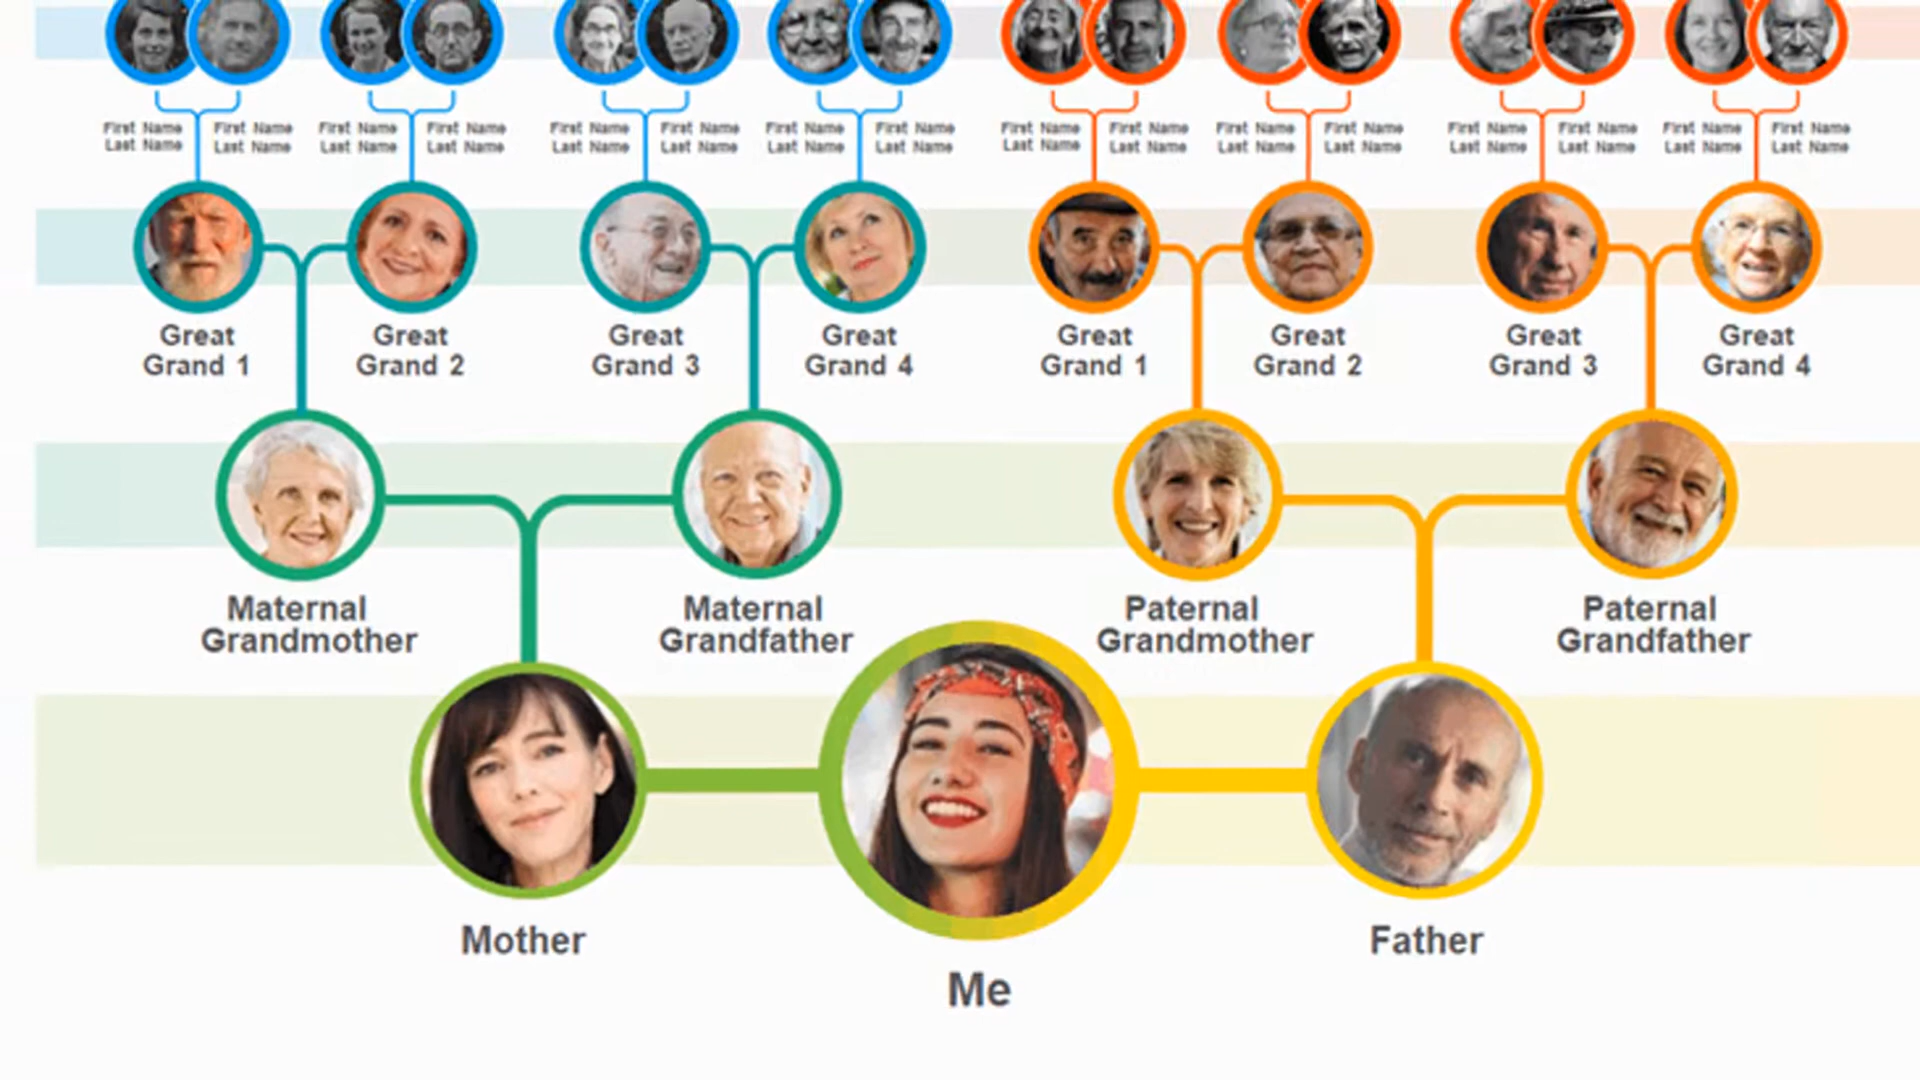 First Name First Name First Name First Name First Name First Name First Name First Name First Name First Name First Name First Name First Name First Name First Name First Name
Last Name Last Name Last Name Last Name Last Name Last Name Last Name Last Name Last Name Last Name Last Name Last Name Last Name Last Name Last Name Last Name
Great Great Great Great Great Great Great Great
Grand 1 Grand 2 Grand 3 Grand 4 Grand 1 Grand 2 Grand 3 Grand 4
Maternal Maternal Paternal Paternal
Grandmother Grandfather Grandmother Grandfather
Mother Father
Me